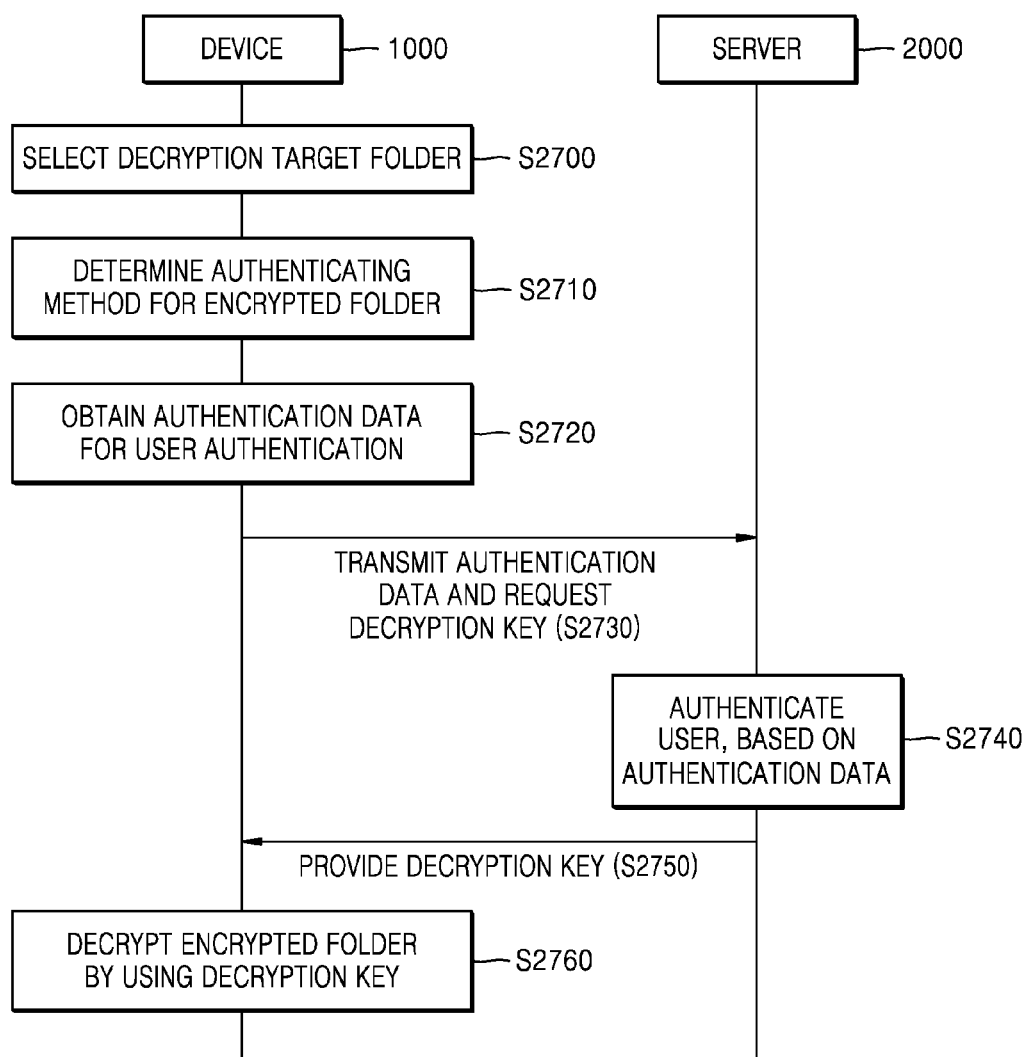 DEVICE 1000
SERVER 2000
SELECT DECRYPTION TARGET FOLDER S2700
DETERMINE AUTHENTICATING
METHOD FOR ENCRYPTED FOLDER
S2710
OBTAIN AUTHENTICATION DATA
FOR USER AUTHENTICATION
S2720
TRANSMIT AUTHENTICATION
DATA AND REQUEST
DECRYPTION KEY (S2730)
AUTHENTICATE
USER, BASED ON
AUTHENTICATION DATA
S2740
PROVIDE DECRYPTION KEY (S2750)
DECRYPT ENCRYPTED FOLDER
BY USING DECRYPTION KEY
S2760